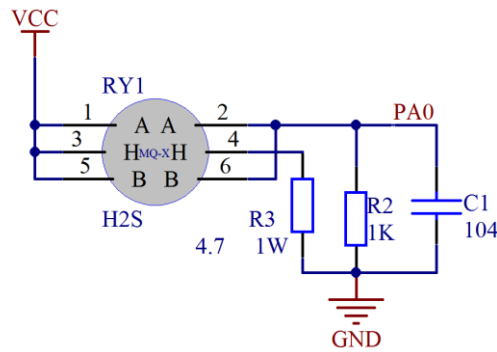 VCC
RY1
1 A A 2 PA0
3 H MQ-X H 4
5 B B 6
H2S
4.7
R3
1W
R2
1K
C1
104
GND